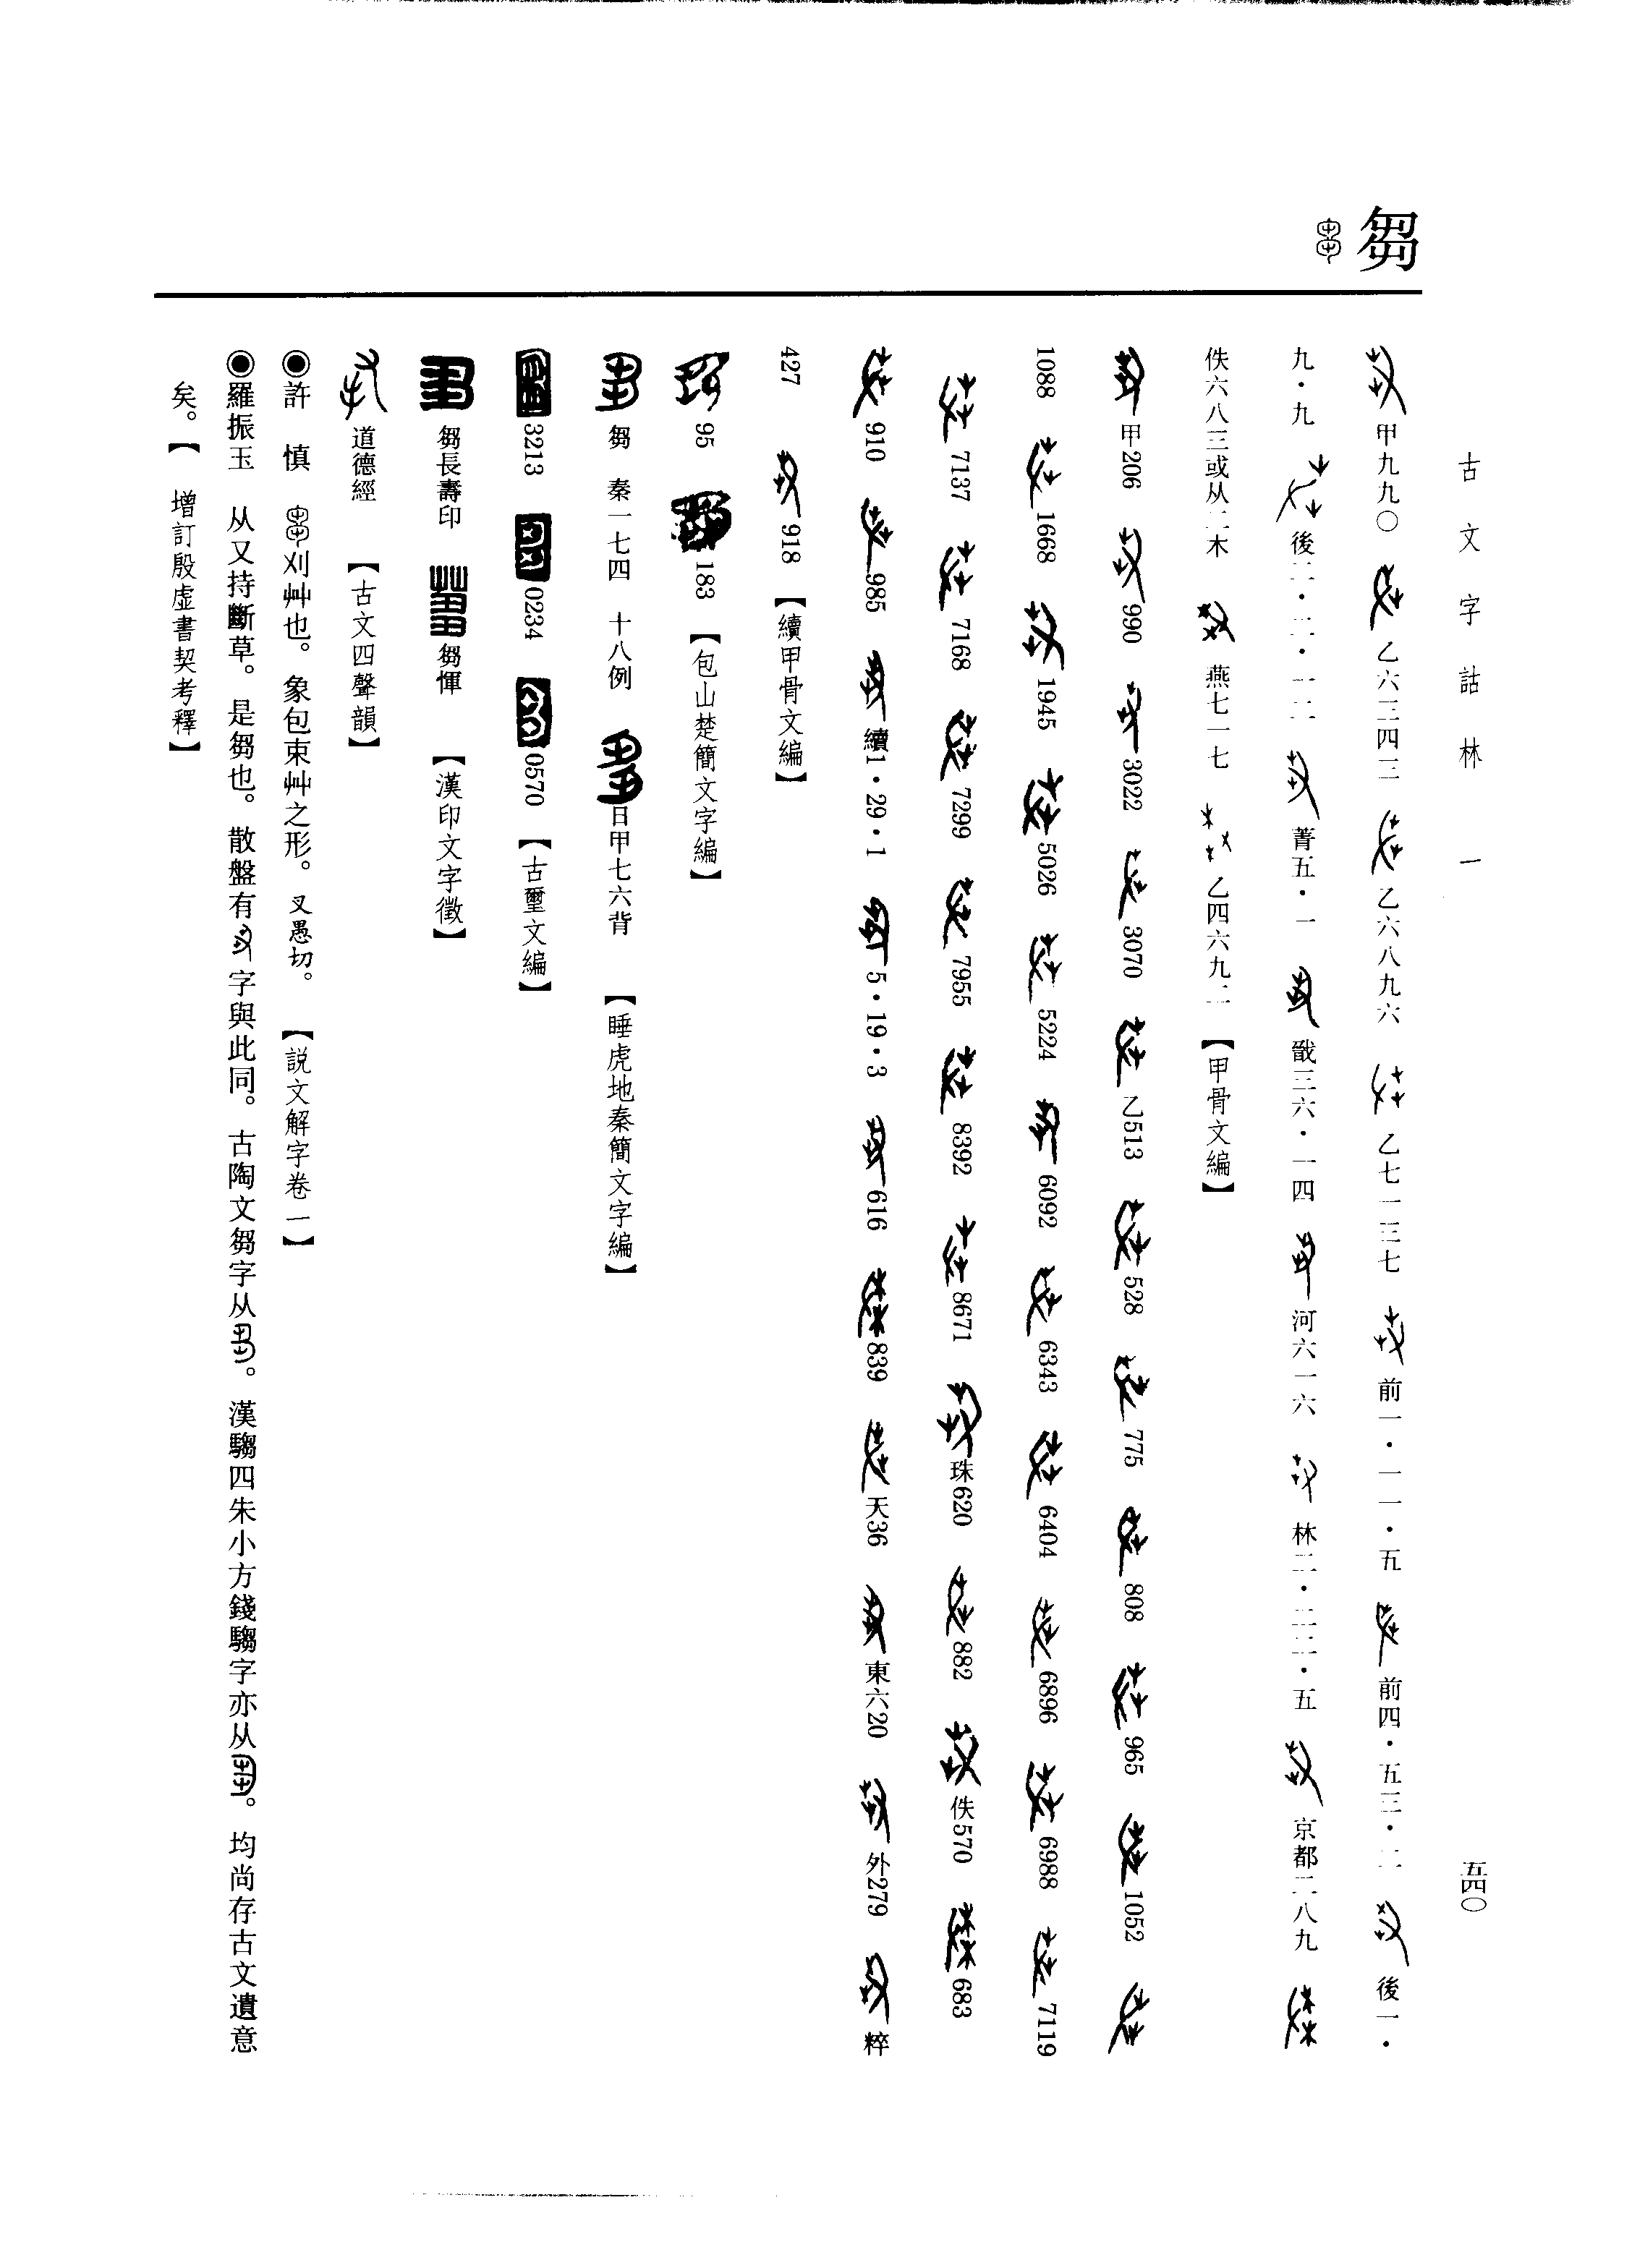 古文字詁林 一
五四〇
芻
甲九九〇 乙六三四三 乙六八九六 乙七一三七 前一·一一·五 前四·五三·二 後一·
九·九 後二·二·一二 菁五·一 戩三六·一四 河六一六 林二·二二·五 京都二八九
佚六八三或从二木 燕七一七 乙四六九二 【甲骨文編】
甲206 990 3022 3070 乙513 528 775 808 965 1052
1088 1668 1945 5026 5224 6092 6343 6404 6896 6988 7119
7137 7168 7299 7955 8392 8671 珠620 882 佚570 683
910 985 續1·29·1 5·19·3 616 839 天36 東六20 外279 粹
427 918 【續甲骨文編】
95 183 【包山楚簡文字編】
芻 秦一七四 十八例 日甲七六背 【睡虎地秦簡文字編】
3213 0234 0570 【古璽文編】
芻長壽印 芻惲 【漢印文字徵】
道德經 【古文四聲韻】
◉許 慎 刈艸也。象包束艸之形。叉愚切。 【説文解字卷一】
◉羅振玉 从又持斷草。是芻也。散盤有 字與此同。古陶文芻字从 。漢騶四朱小方錢騶字亦从 。均尚存古文遺意
矣。【增訂殷虛書契考釋】